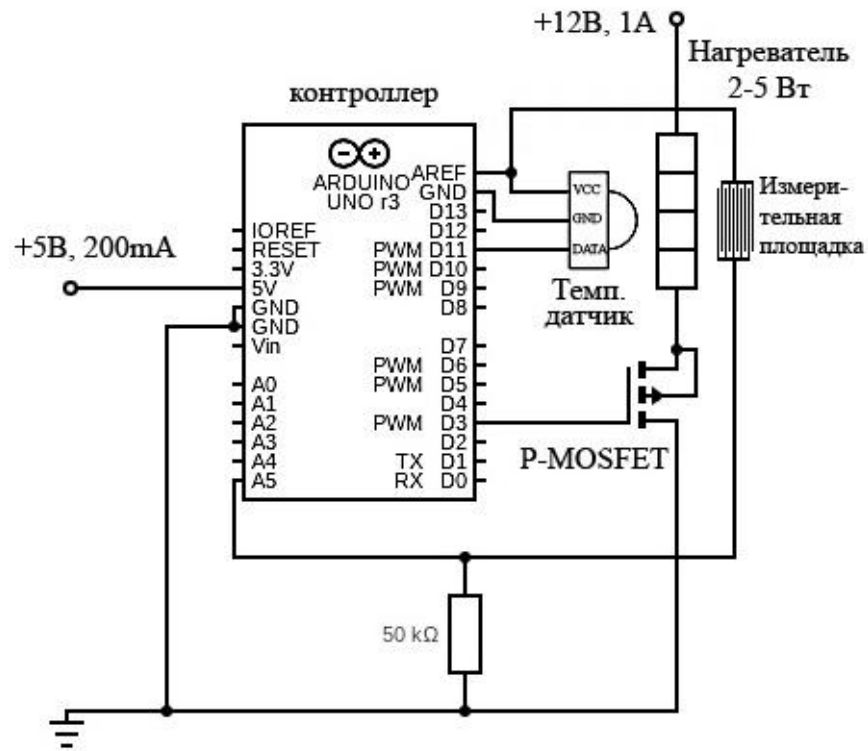 +12В, 1А
Нагреватель
2-5 Вт
контроллер
ARDUINO
UNO r3
AREF
GND
D13
D12
PWM D11
PWM D10
PWM D9
D8
D7
PWM D6
PWM D5
D4
PWM D3
D2
TX D1
RX D0
IOREF
RESET
3.3V
5V
GND
GND
Vin
A0
A1
A2
A3
A4
A5
+5В, 200mA
VCC
GND
DATA
Темп.
датчик
Измери-
тельная
площадка
P-MOSFET
50 kΩ